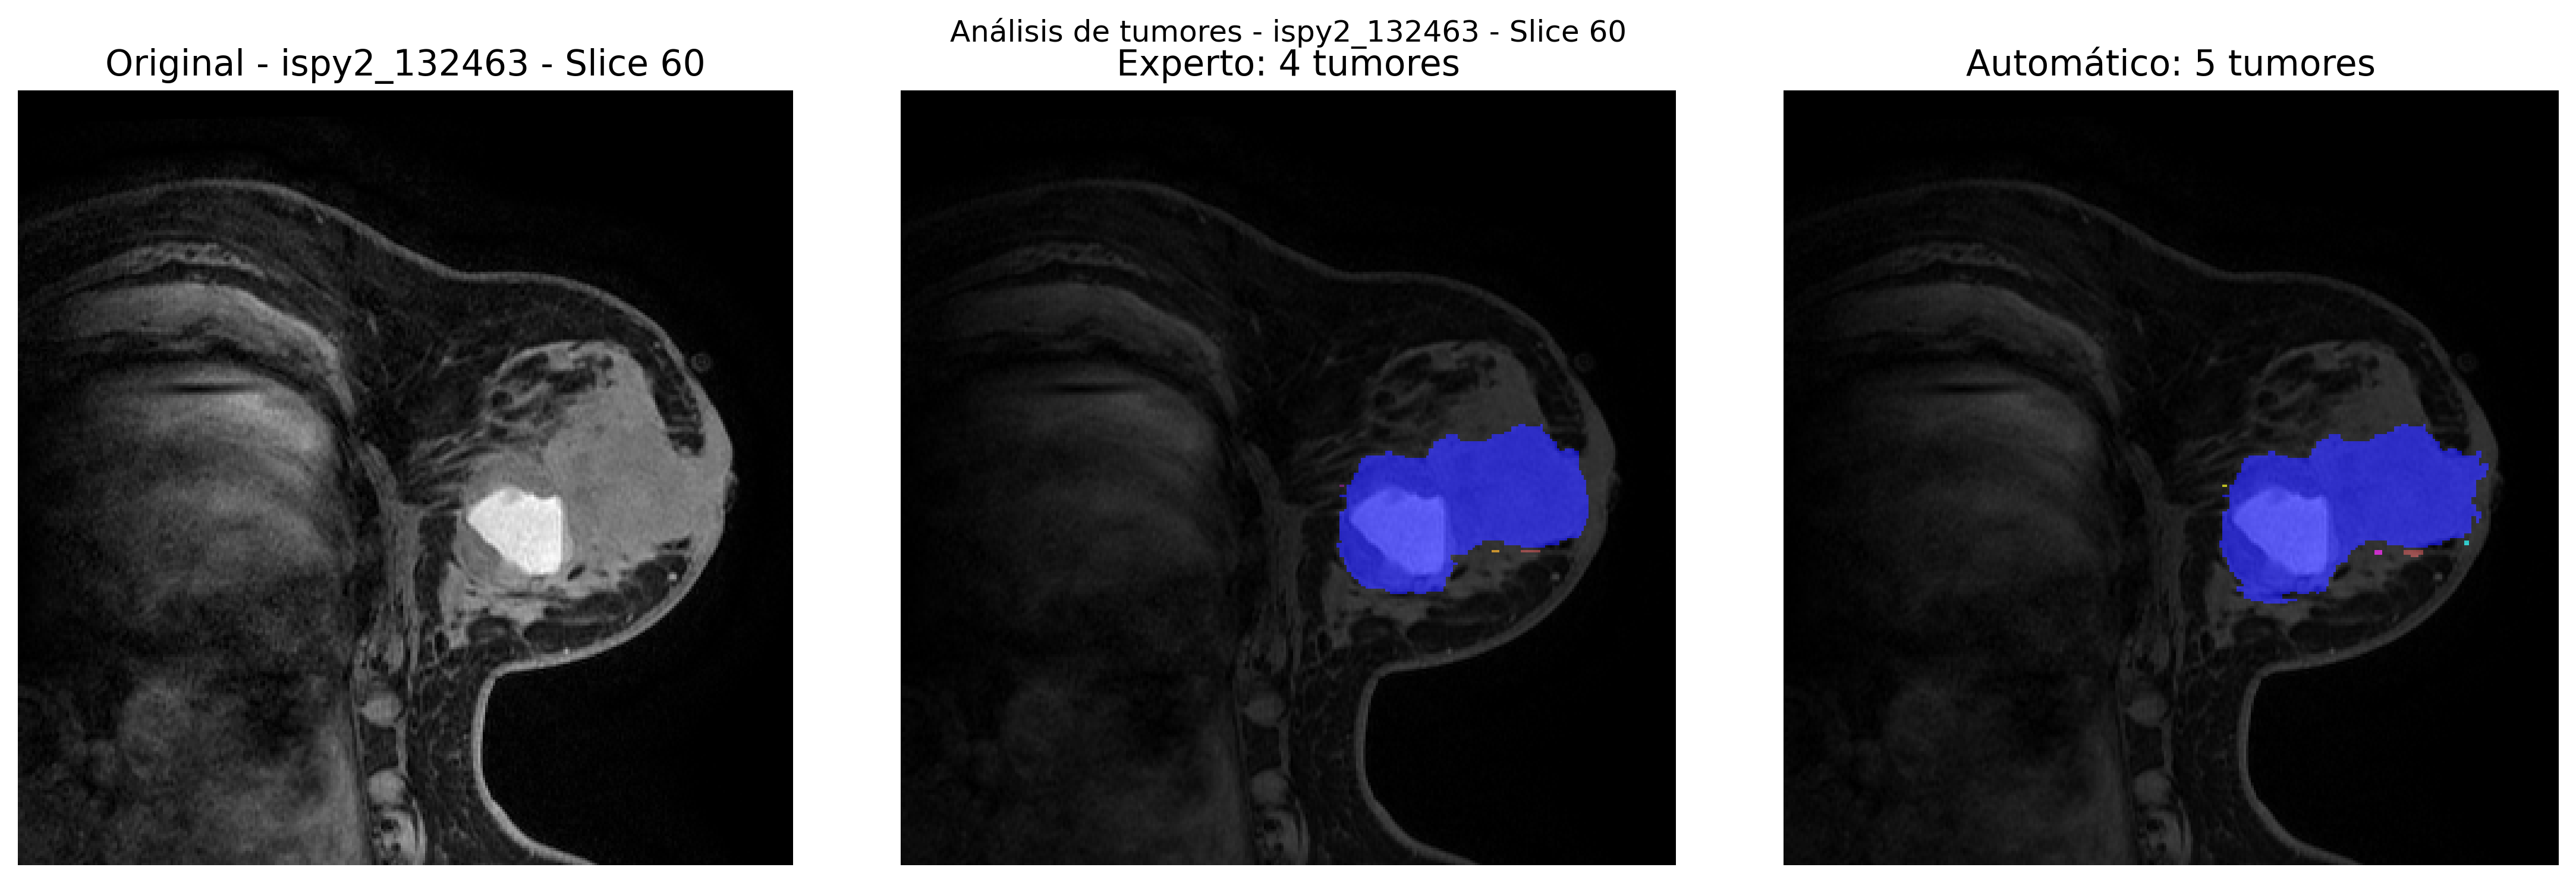 Análisis de tumores - ispy2_132463 - Slice 60
Original - ispy2_132463 - Slice 60
Experto: 4 tumores
Automático: 5 tumores